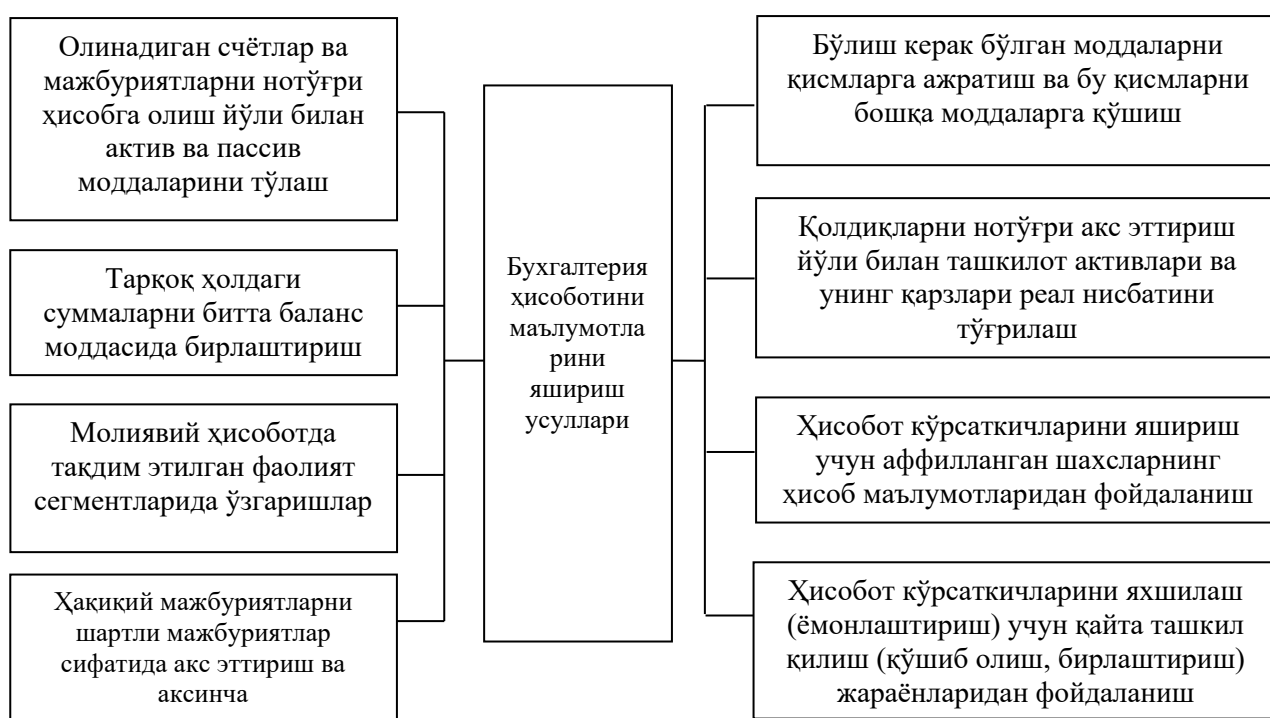 Олинадиган счётлар ва
мажбуриятларни нотўғри
ҳисобга олиш йўли билан
актив ва пассив
моддаларини тўлаш
Тарқоқ ҳолдаги
суммаларни битта баланс
моддасида бирлаштириш
Молиявий ҳисоботда
тақдим этилган фаолият
сегментларида ўзгаришлар
Ҳақиқий мажбуриятларни
шартли мажбуриятлар
сифатида акс эттириш ва
аксинча
Бухгалтерия
ҳисоботини
маълумотла
рини
яшириш
усуллари
Бўлиш керак бўлган моддаларни
қисмларга ажратиш ва бу қисмларни
бошқа моддаларга қўшиш
Қолдиқларни нотўғри акс эттириш
йўли билан ташкилот активлари ва
унинг қарзлари реал нисбатини
тўғрилаш
Ҳисобот кўрсаткичларини яшириш
учун аффилланган шахсларнинг
ҳисоб маълумотларидан фойдаланиш
Ҳисобот кўрсаткичларини яхшилаш
(ёмонлаштириш) учун қайта ташкил
қилиш (қўшиб олиш, бирлаштириш)
жараёнларидан фойдаланиш